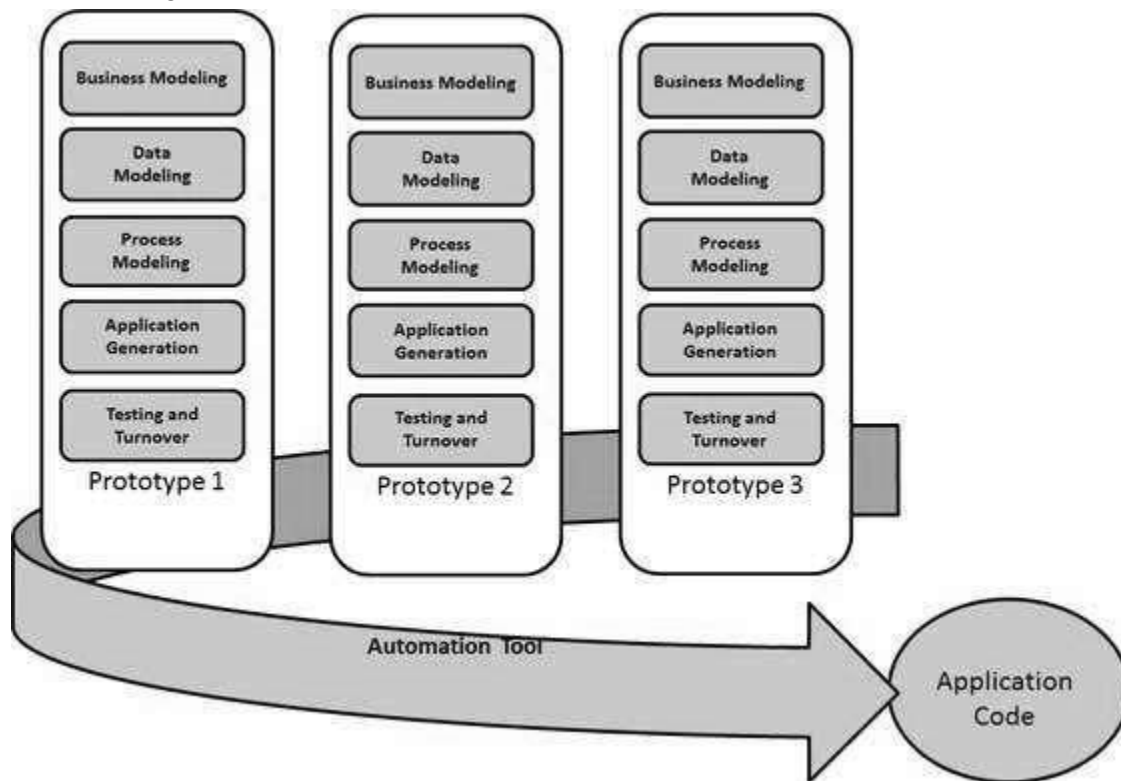 Business Modeling
Data
Modeling
Process
Modeling
Application
Generation
Testing and
Turnover
Prototype 1
Business Modeling
Data
Modeling
Process
Modeling
Application
Generation
Testing and
Turnover
Prototype 2
Business Modeling
Data
Modeling
Process
Modeling
Application
Generation
Testing and
Turnover
Prototype 3
Automation Tool
Application
Code